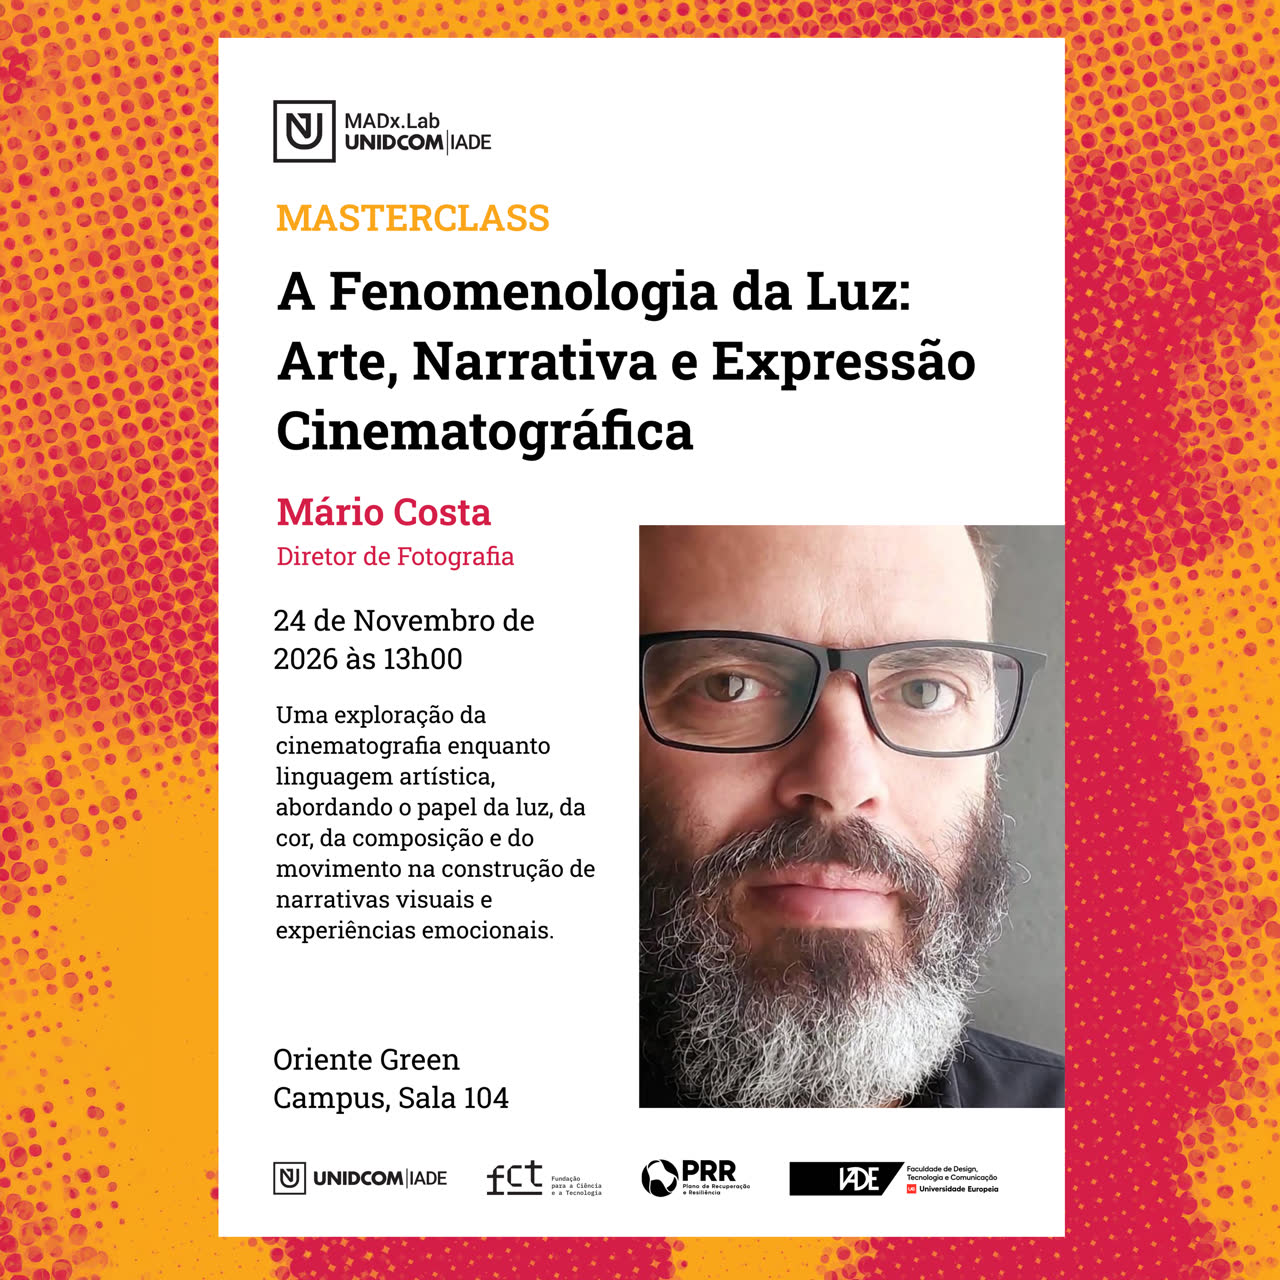 MADx.Lab
UNIDCOM|IADE
MASTERCLASS
A Fenomenologia da Luz:
Arte, Narrativa e Expressão
Cinematográfica
Mário Costa
Diretor de Fotografia
24 de Novembro de
2026 às 13h00
Uma exploração da
cinematografia enquanto
linguagem artística,
abordando o papel da luz, da
cor, da composição e do
movimento na construção de
narrativas visuais e
experiências emocionais.
Oriente Green
Campus, Sala 104
UNIDCOM|IADE
fct
Fundação
para a Ciência
e a Tecnologia
PRR
Plano de Recuperação
e Resiliência
IADE
Faculdade de Design,
Tecnologia e Comunicação
Universidade Europeia